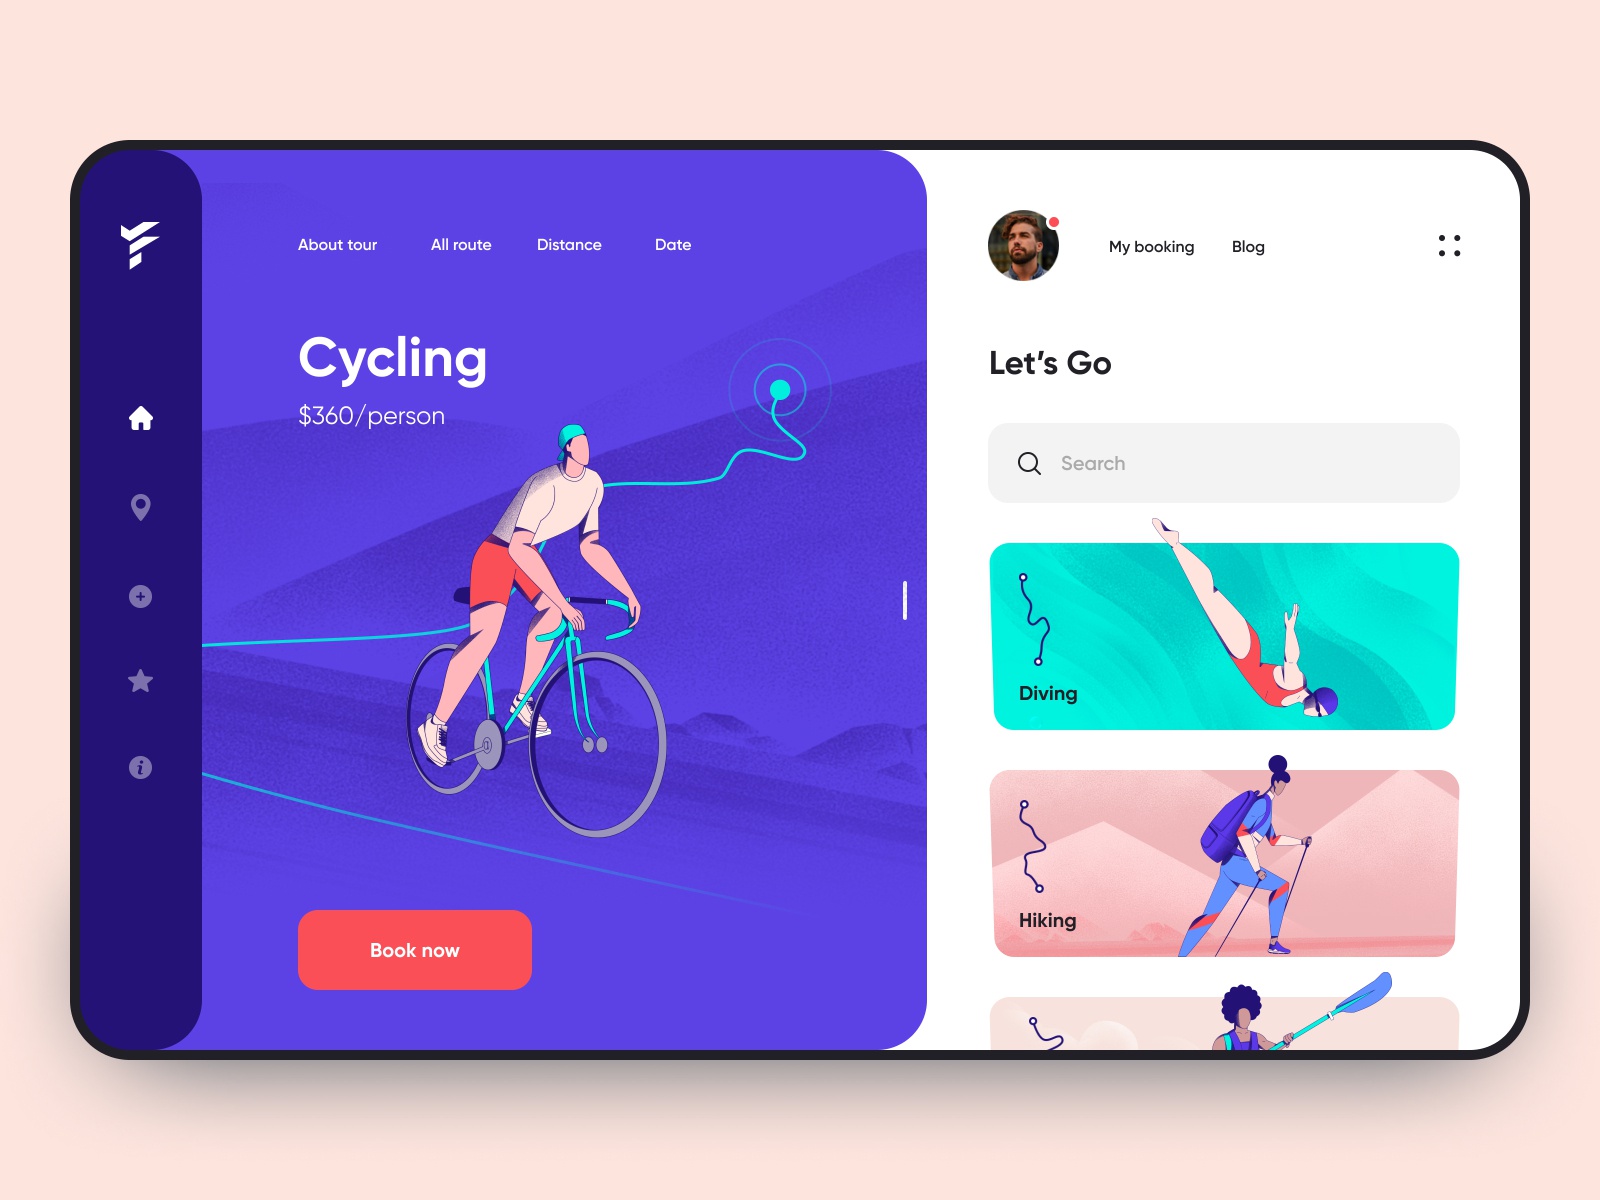 About tour
All route
Distance
Date
Cycling
$360/person
Book now
My booking
Blog
Let’s Go
Search
Diving
Hiking